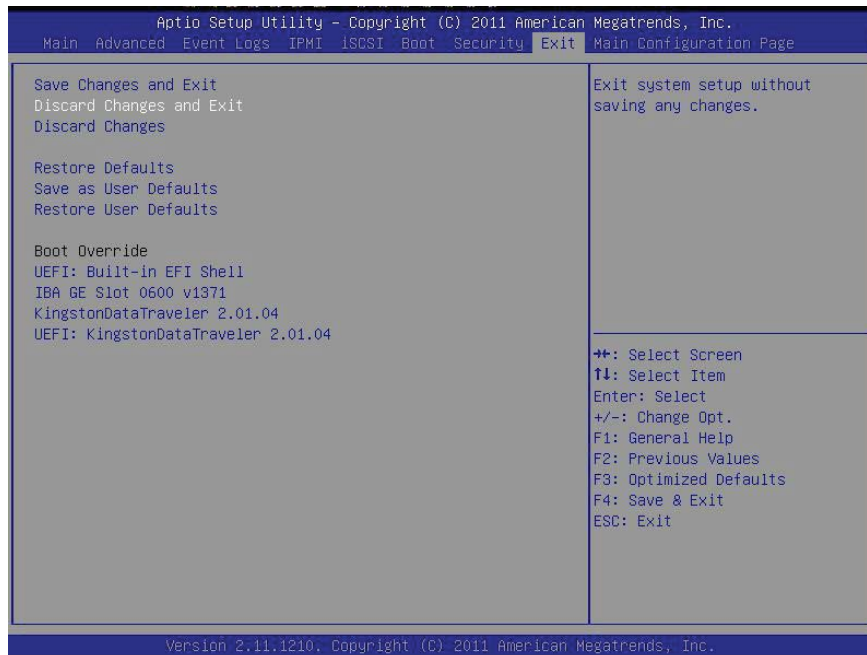 Aptio Setup Utility – Copyright (C) 2011 American Megatrends, Inc.
Main Advanced Event Logs IPMI iSCSI Boot Security Exit Main Configuration Page
Save Changes and Exit
Discard Changes and Exit
Discard Changes
Restore Defaults
Save as User Defaults
Restore User Defaults
Boot Override
UEFI: Built-in EFI Shell
IBA GE Slot 0600 v1371
KingstonDataTraveler 2.01.04
UEFI: KingstonDataTraveler 2.01.04
Exit system setup without
saving any changes.
→←: Select Screen
↑↓: Select Item
Enter: Select
+/-: Change Opt.
F1: General Help
F2: Previous Values
F3: Optimized Defaults
F4: Save & Exit
ESC: Exit
Version 2.11.1210. Copyright (C) 2011 American Megatrends, Inc.